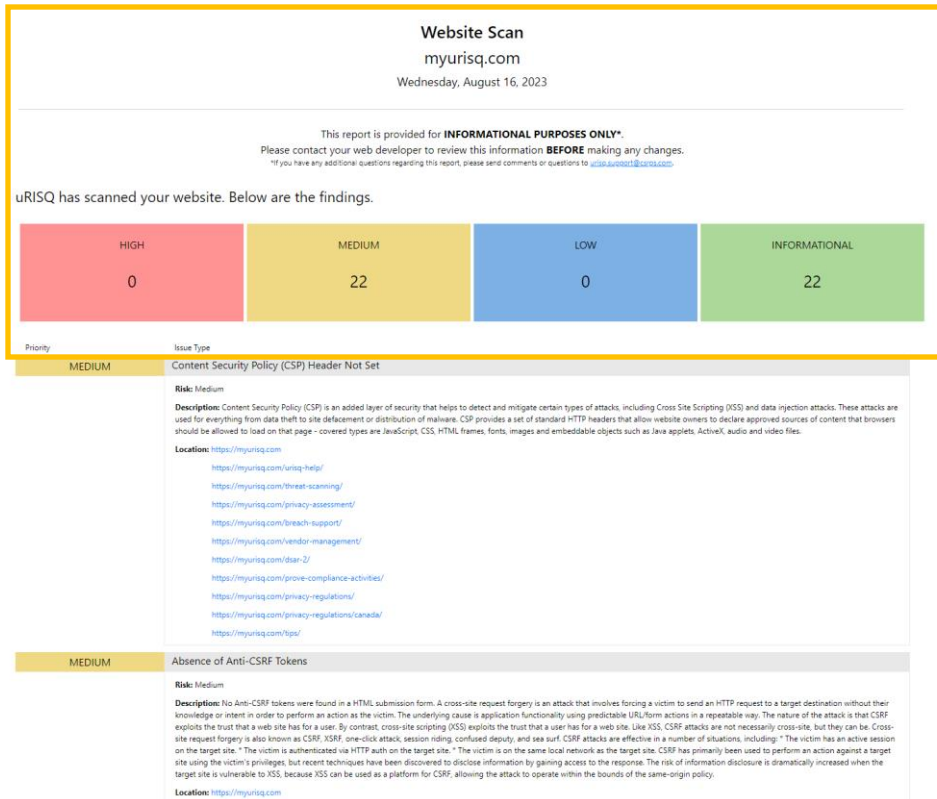 Website Scan
myurisq.com
Wednesday, August 16, 2023
This report is provided for INFORMATIONAL PURPOSES ONLY*.
Please contact your web developer to review this information BEFORE making any changes.
*If you have any additional questions regarding this report, please send comments or questions to urisq.support@csrps.com.
uRISQ has scanned your website. Below are the findings.
HIGH MEDIUM LOW INFORMATIONAL
0 22 0 22
Priority Issue Type
MEDIUM Content Security Policy (CSP) Header Not Set
Risk: Medium
Description: Content Security Policy (CSP) is an added layer of security that helps to detect and mitigate certain types of attacks, including Cross Site Scripting (XSS) and data injection attacks. These attacks are
used for everything from data theft to site defacement or distribution of malware. CSP provides a set of standard HTTP headers that allow website owners to declare approved sources of content that browsers
should be allowed to load on that page - covered types are JavaScript, CSS, HTML frames, fonts, images and embeddable objects such as Java applets, ActiveX, audio and video files.
Location: https://myurisq.com
https://myurisq.com/urisq-help/
https://myurisq.com/threat-scanning/
https://myurisq.com/privacy-assessment/
https://myurisq.com/breach-support/
https://myurisq.com/vendor-management/
https://myurisq.com/dsar-2/
https://myurisq.com/prove-compliance-activities/
https://myurisq.com/privacy-regulations/
https://myurisq.com/privacy-regulations/canada/
https://myurisq.com/tips/
MEDIUM Absence of Anti-CSRF Tokens
Risk: Medium
Description: No Anti-CSRF tokens were found in a HTML submission form. A cross-site request forgery is an attack that involves forcing a victim to send an HTTP request to a target destination without their
knowledge or intent in order to perform an action as the victim. The underlying cause is application functionality using predictable URL/form actions in a repeatable way. The nature of the attack is that CSRF
exploits the trust that a web site has for a user. By contrast, cross-site scripting (XSS) exploits the trust that a user has for a web site. Like XSS, CSRF attacks are not necessarily cross-site, but they can be. Cross-
site request forgery is also known as CSRF, XSRF, one-click attack, session riding, confused deputy, and sea surf. CSRF attacks are effective in a number of situations, including: * The victim has an active session
on the target site. * The victim is authenticated via HTTP auth on the target site. * The victim is on the same local network as the target site. CSRF has primarily been used to perform an action against a target
site using the victim's privileges, but recent techniques have been discovered to disclose information by gaining access to the response. The risk of information disclosure is dramatically increased when the
target site is vulnerable to XSS, because XSS can be used as a platform for CSRF, allowing the attack to operate within the bounds of the same-origin policy.
Location: https://myurisq.com